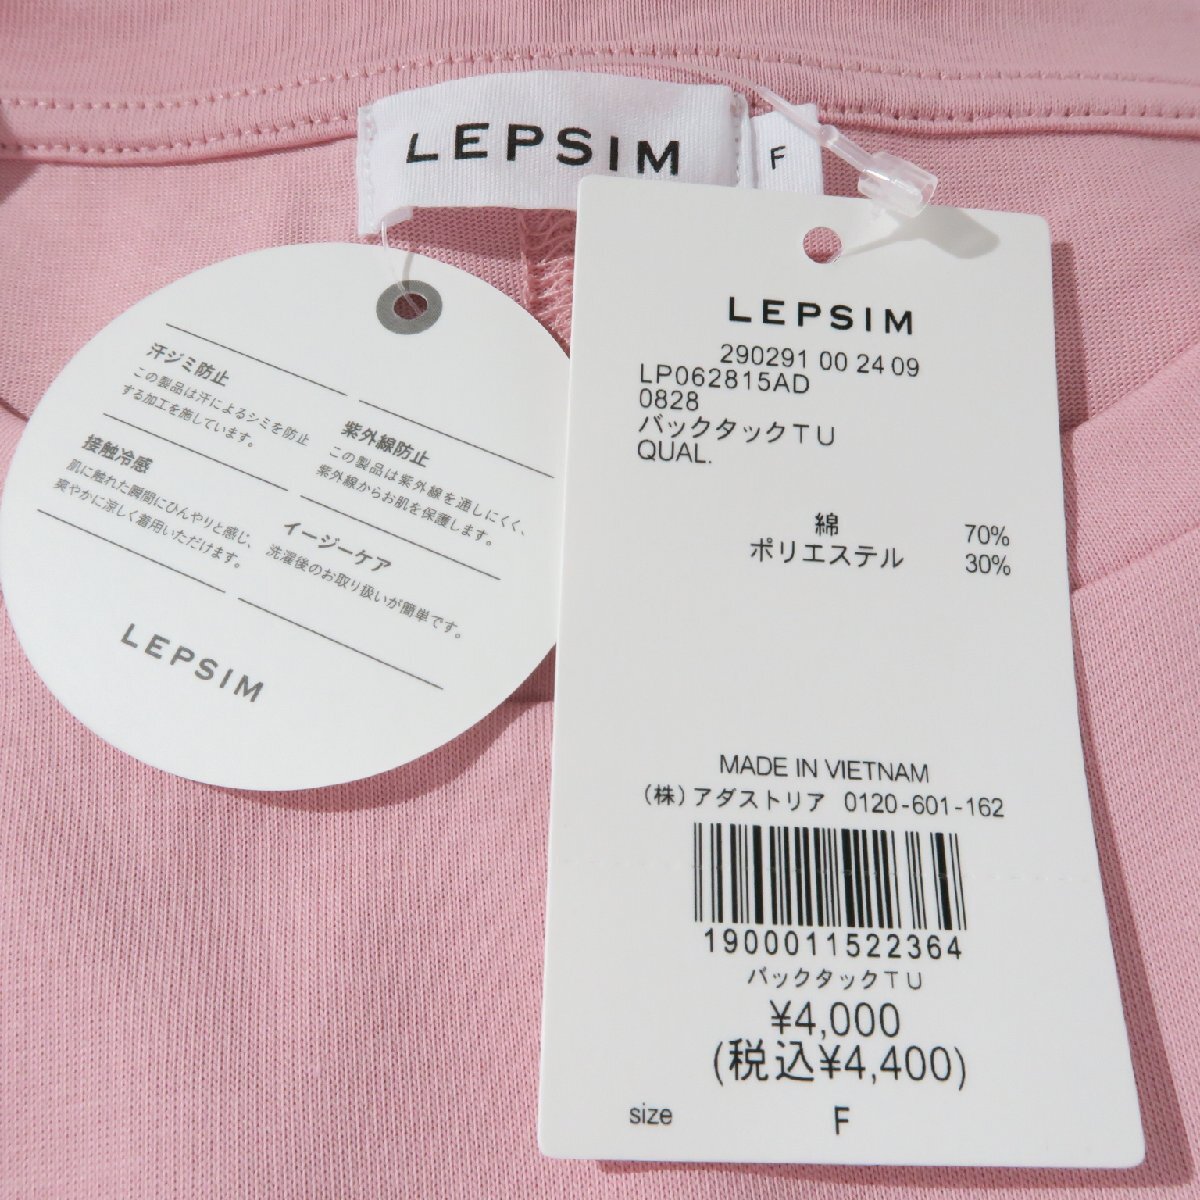 LEPSIM
F
汗ジミ防止
この製品は汗によるシミを防止
する加工を施しています。
紫外線防止
この製品は紫外線を通しにくく、
紫外線からお肌を保護します。
接触冷感
肌に触れた瞬間にひんやりと感じ、
爽やかに涼しく着用いただけます。
イージーケア
洗濯後のお取り扱いが簡単です。
LEPSIM
LEPSIM
290291 00 24 09
LP062815AD
0828
バックタックTU
QUAL.
綿 70%
ポリエステル 30%
MADE IN VIETNAM
(株)アダストリア 0120-601-162
1900011522364
バックタックTU
¥4,000
(税込¥4,400)
size F